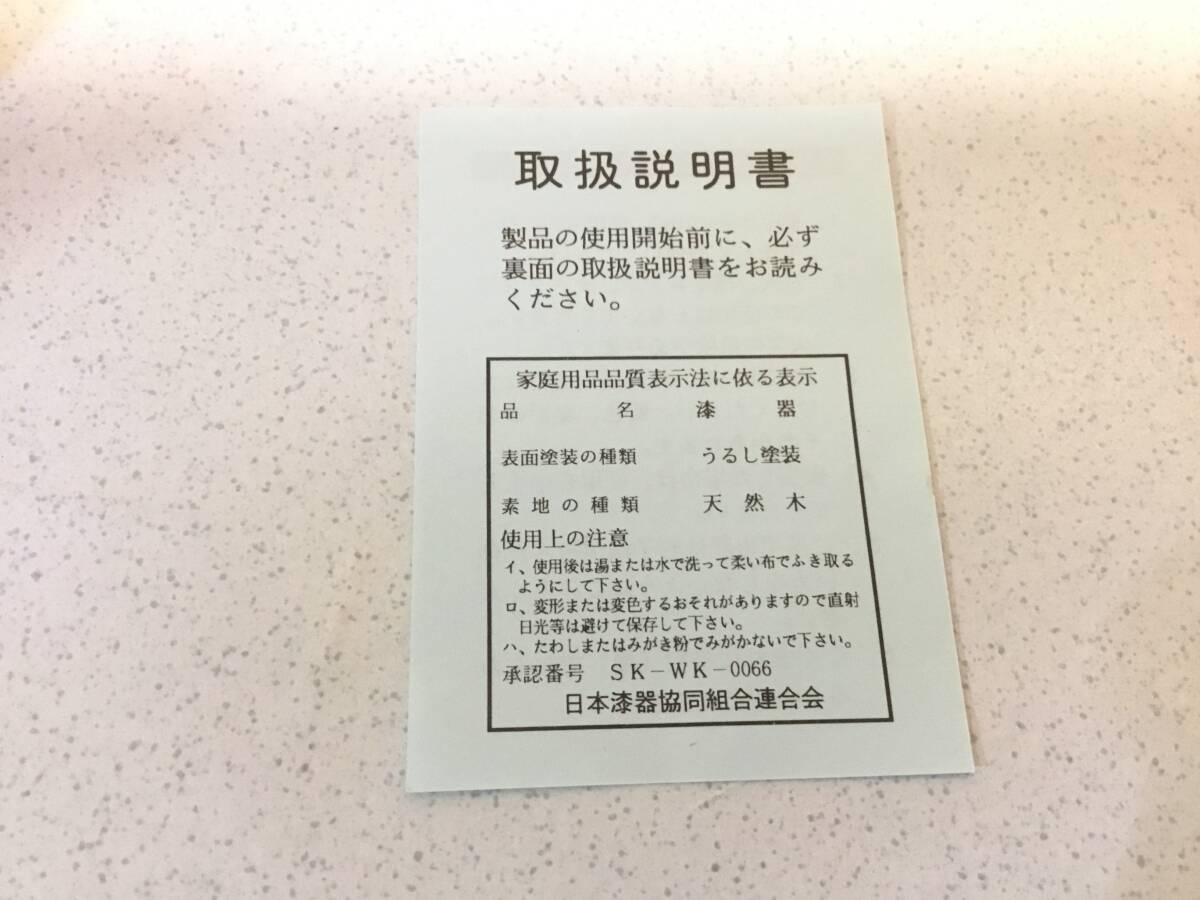 取扱説明書
製品の使用開始前に、必ず
裏面の取扱説明書をお読み
ください。
家庭用品品質表示法に依る表示
品名 漆器
表面塗装の種類 うるし塗装
素地の種類 天然木
使用上の注意
イ、使用後は湯または水で洗って柔い布でふき取る
ようにして下さい。
ロ、変形または変色するおそれがありますので直射
日光等は避けて保存して下さい。
ハ、たわしまたはみがき粉でみがかないで下さい。
承認番号 SK-WK-0066
日本漆器協同組合連合会